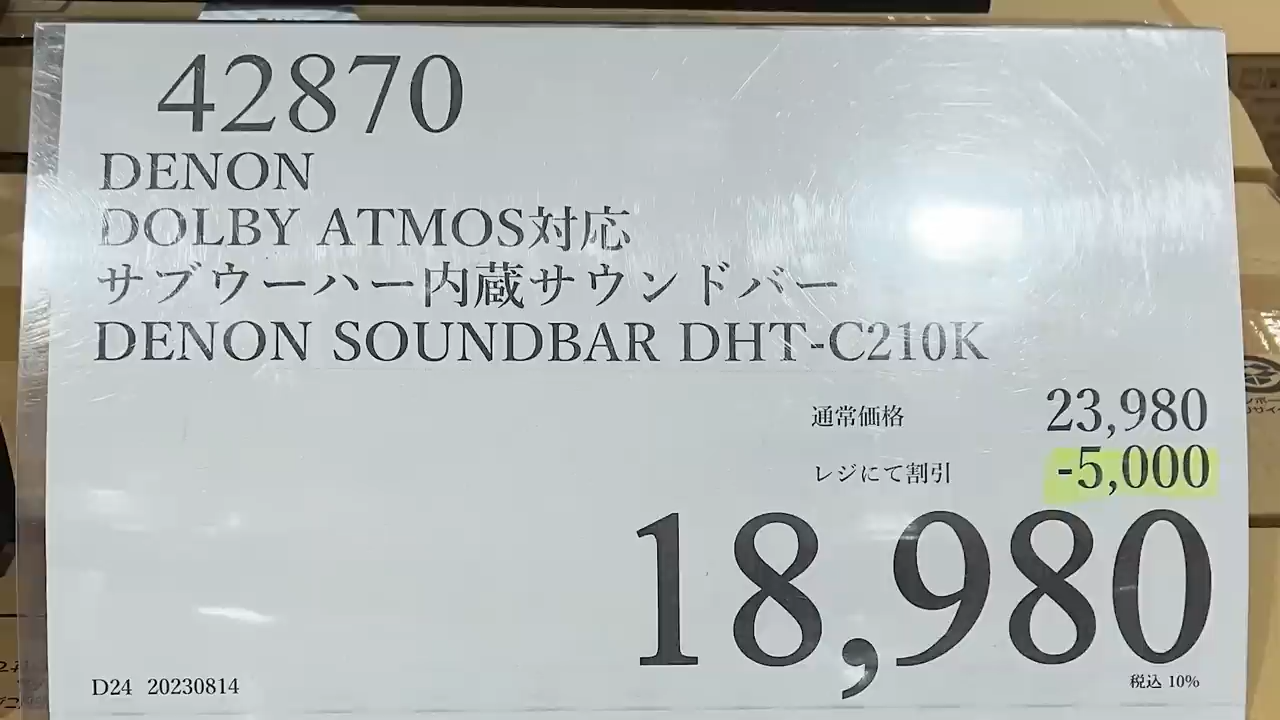 42870
DENON
DOLBY ATMOS対応
サブウーハー内蔵サウンドバー
DENON SOUNDBAR DHT-C210K
通常価格 23,980
レジにて割引 -5,000
18,980
D24 20230814
税込 10%